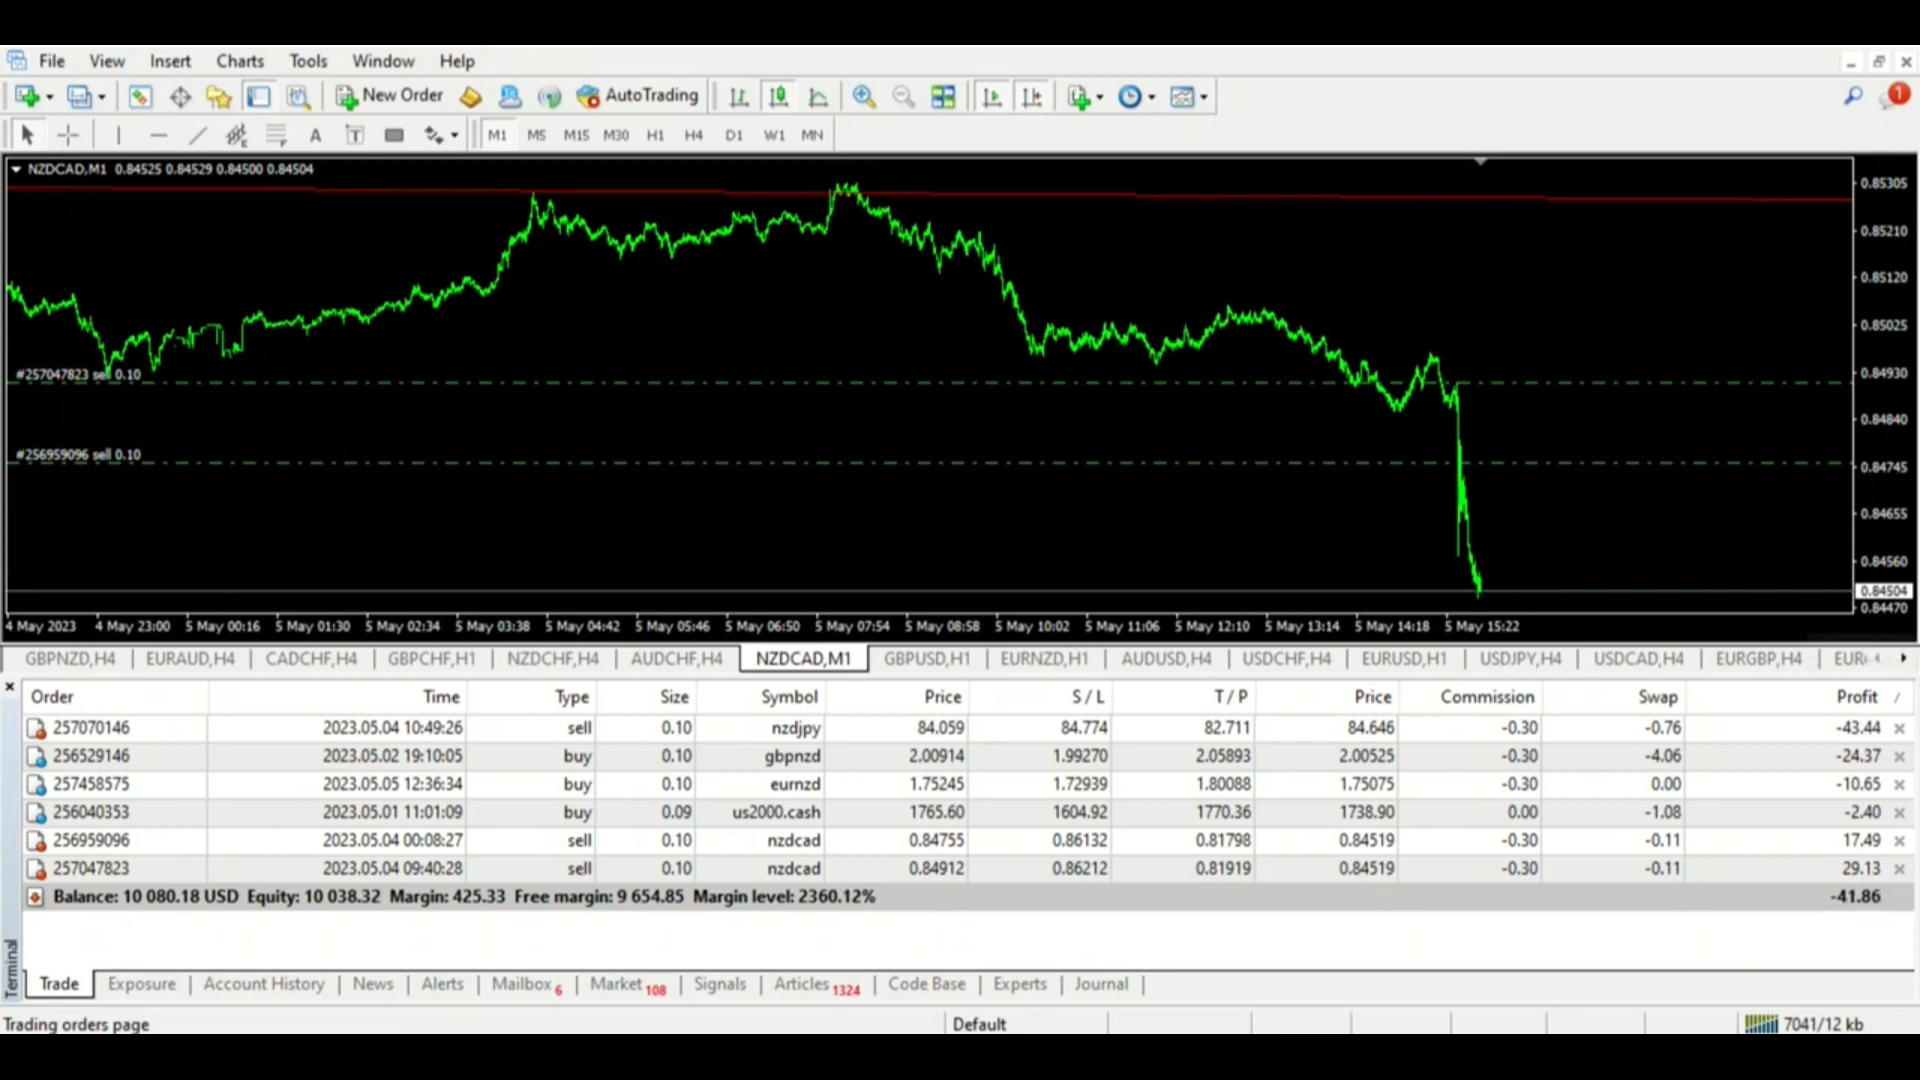 File View Insert Charts Tools Window Help
New Order AutoTrading 1
A T M1 M5 M15 M30 H1 H4 D1 W1 MN
NZDCAD,M1 0.84525 0.84529 0.84500 0.84504
0.85305
0.85210
0.85120
0.85025
#257047823 sell 0.10
0.84930
0.84840
#256959096 sell 0.10
0.84745
0.84655
0.84560
0.84504
0.84470
4 May 2023 4 May 23:00 5 May 00:16 5 May 01:30 5 May 02:34 5 May 03:38 5 May 04:42 5 May 05:46 5 May 06:50 5 May 07:54 5 May 08:58 5 May 10:02 5 May 11:06 5 May 12:10 5 May 13:14 5 May 14:18 5 May 15:22
GBPNZD,H4 EURAUD,H4 CADCHF,H4 GBPCHF,H1 NZDCHF,H4 AUDCHF,H4 NZDCAD,M1 GBPUSD,H1 EURNZD,H1 AUDUSD,H4 USDCHF,H4 EURUSD,H1 USDJPY,H4 USDCAD,H4 EURGBP,H4
Order Time Type Size Symbol Price S / L T / P Price Commission Swap Profit /
257070146 2023.05.04 10:49:26 sell 0.10 nzdjpy 84.059 84.774 82.711 84.646 -0.30 -0.76 -43.44
256529146 2023.05.02 19:10:05 buy 0.10 gbpnzd 2.00914 1.99270 2.05893 2.00525 -0.30 -4.06 -24.37
257458575 2023.05.05 12:36:34 buy 0.10 eurnzd 1.75245 1.72939 1.80088 1.75075 -0.30 0.00 -10.65
256040353 2023.05.01 11:01:09 buy 0.09 us2000.cash 1765.60 1604.92 1770.36 1738.90 0.00 -1.08 -2.40
256959096 2023.05.04 00:08:27 sell 0.10 nzdcad 0.84755 0.86132 0.81798 0.84519 -0.30 -0.11 17.49
257047823 2023.05.04 09:40:28 sell 0.10 nzdcad 0.84912 0.86212 0.81919 0.84519 -0.30 -0.11 29.13
Balance: 10 080.18 USD Equity: 10 038.32 Margin: 425.33 Free margin: 9 654.85 Margin level: 2360.12% -41.86
Terminal
Trade Exposure Account History News Alerts Mailbox 6 Market 108 Signals Articles 1324 Code Base Experts Journal
Trading orders page Default 7041/12 kb